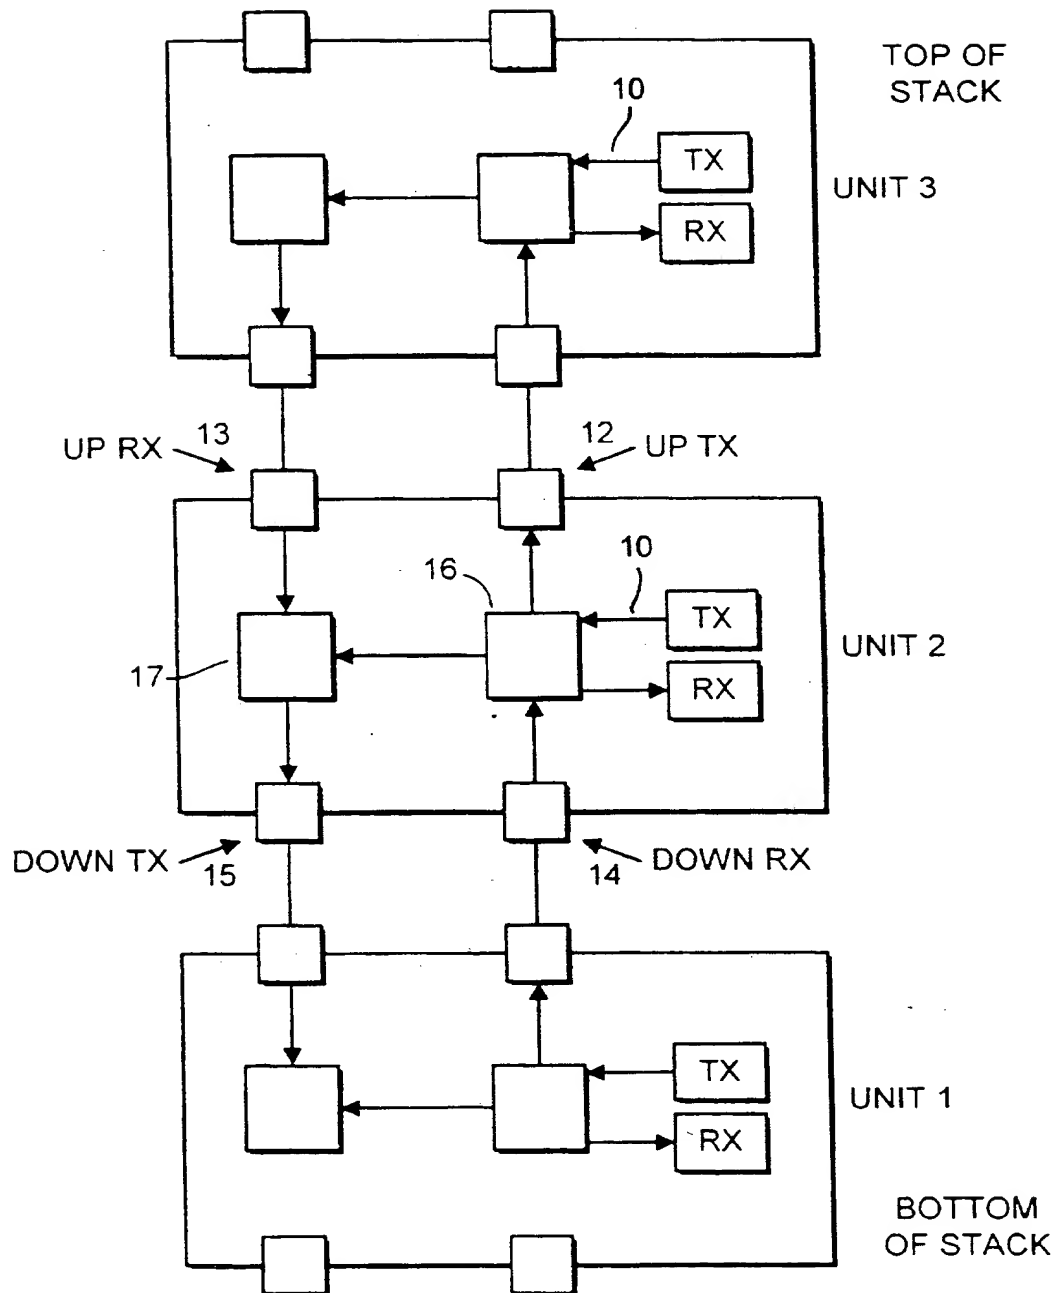 TOP OF
STACK
10
TX
UNIT 3
RX
UP RX
13
12
UP TX
10
16
TX
UNIT 2
17
RX
DOWN TX
15
14
DOWN RX
TX
UNIT 1
RX
BOTTOM
OF STACK